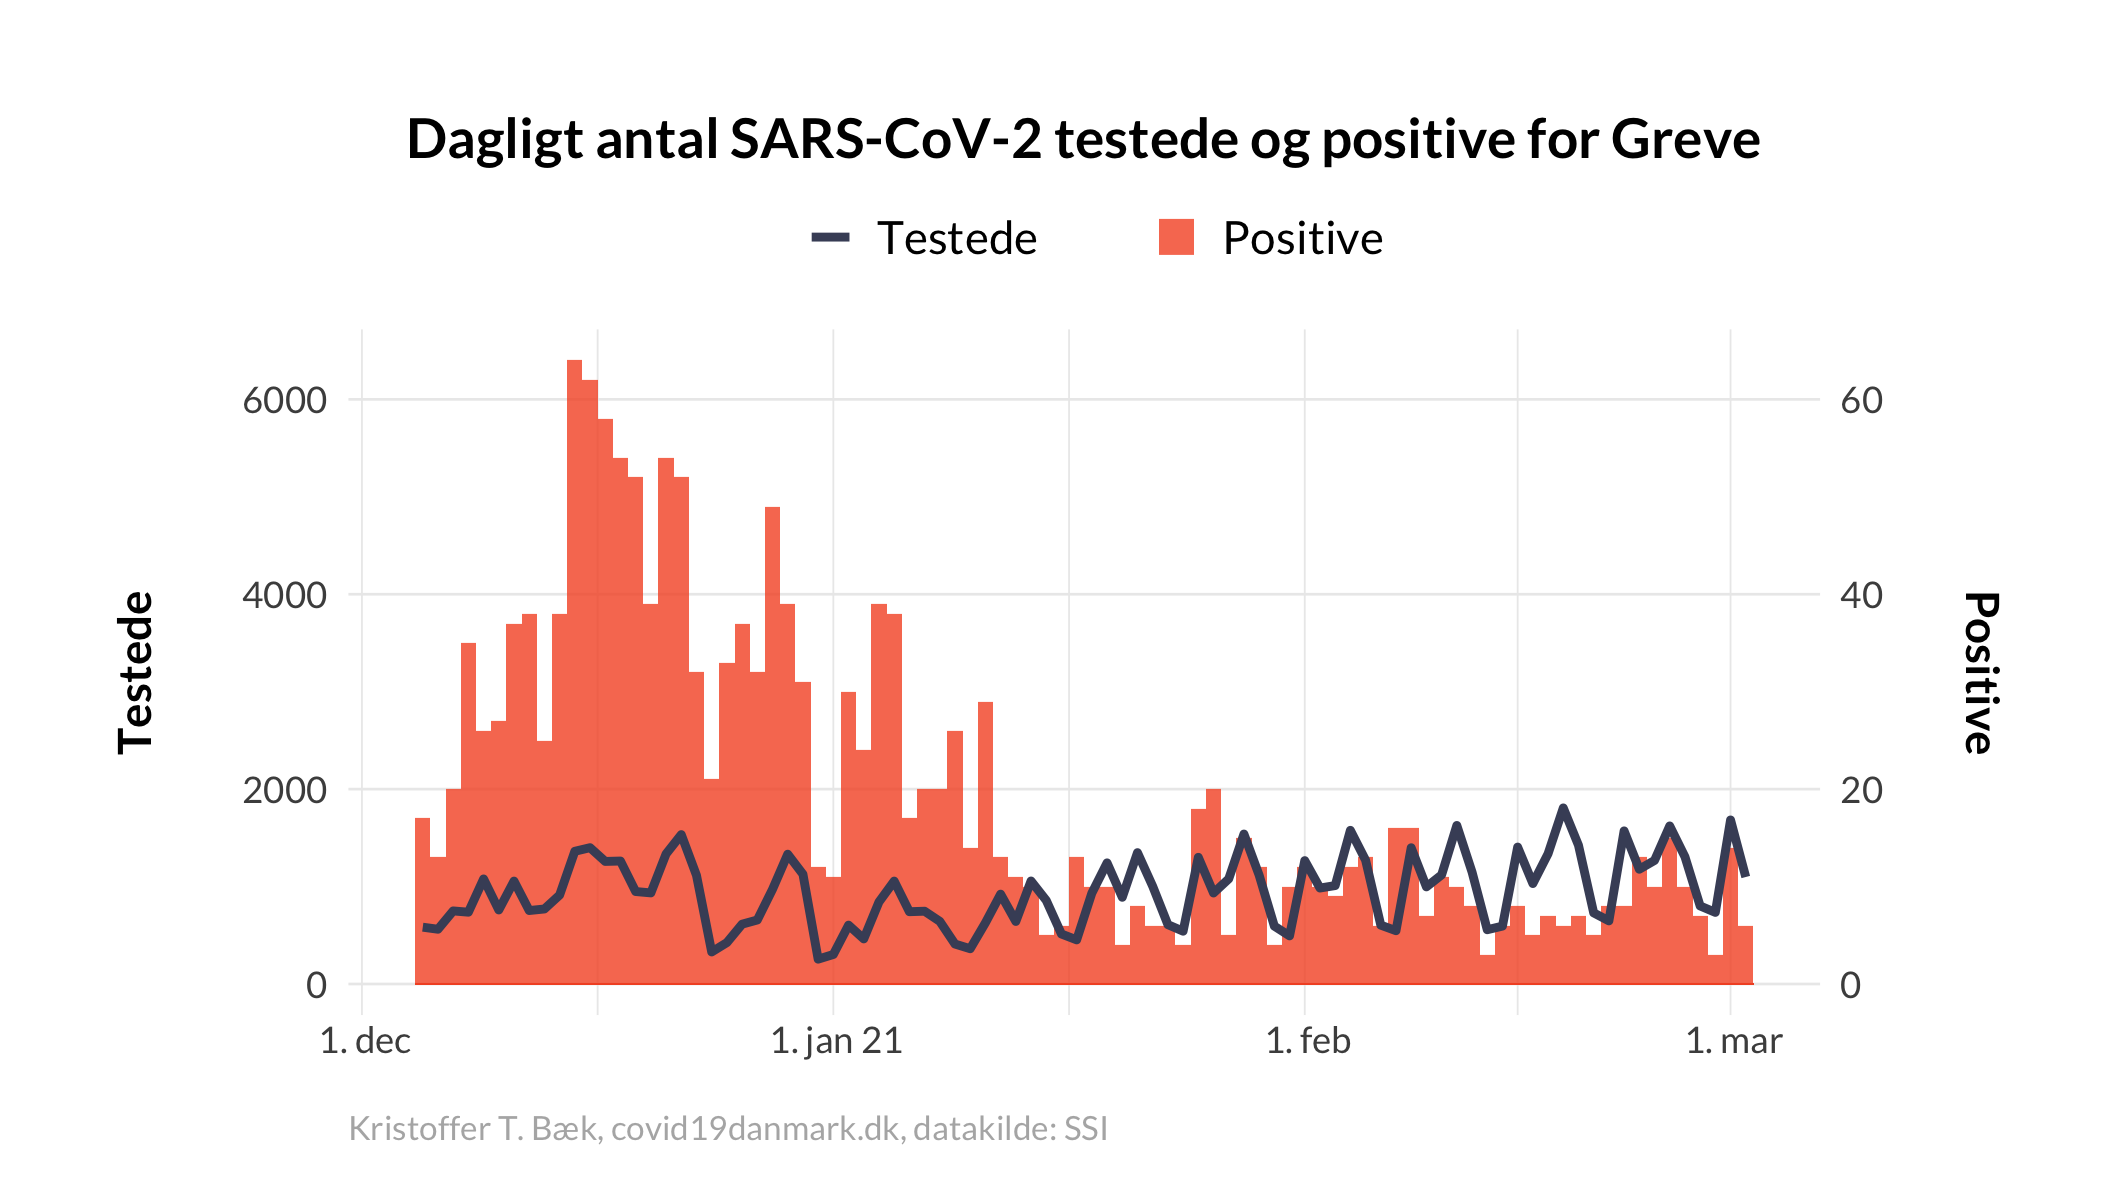 Dagligt antal SARS-CoV-2 testede og positive for Greve
Testede
Positive
6000
4000
2000
0
60
40
20
0
Testede
Positive
1. dec
1. jan 21
1. feb
1. mar
Kristoffer T. Bæk, covid19danmark.dk, datakilde: SSI